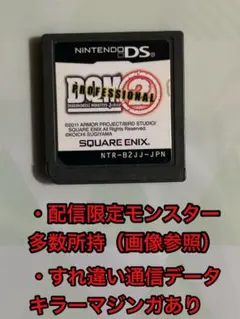 NINTENDO DS
DQM
PROFESSIONAL
©2011 ARMOR PROJECT/BIRD STUDIO/
SQUARE ENIX All Rights Reserved.
©KOICHI SUGIYAMA
SQUARE ENIX
NTR-BZJJ-JPN
・配信限定モンスター
多数所持（画像参照）
・すれ違い通信データ
キラーマジンガあり